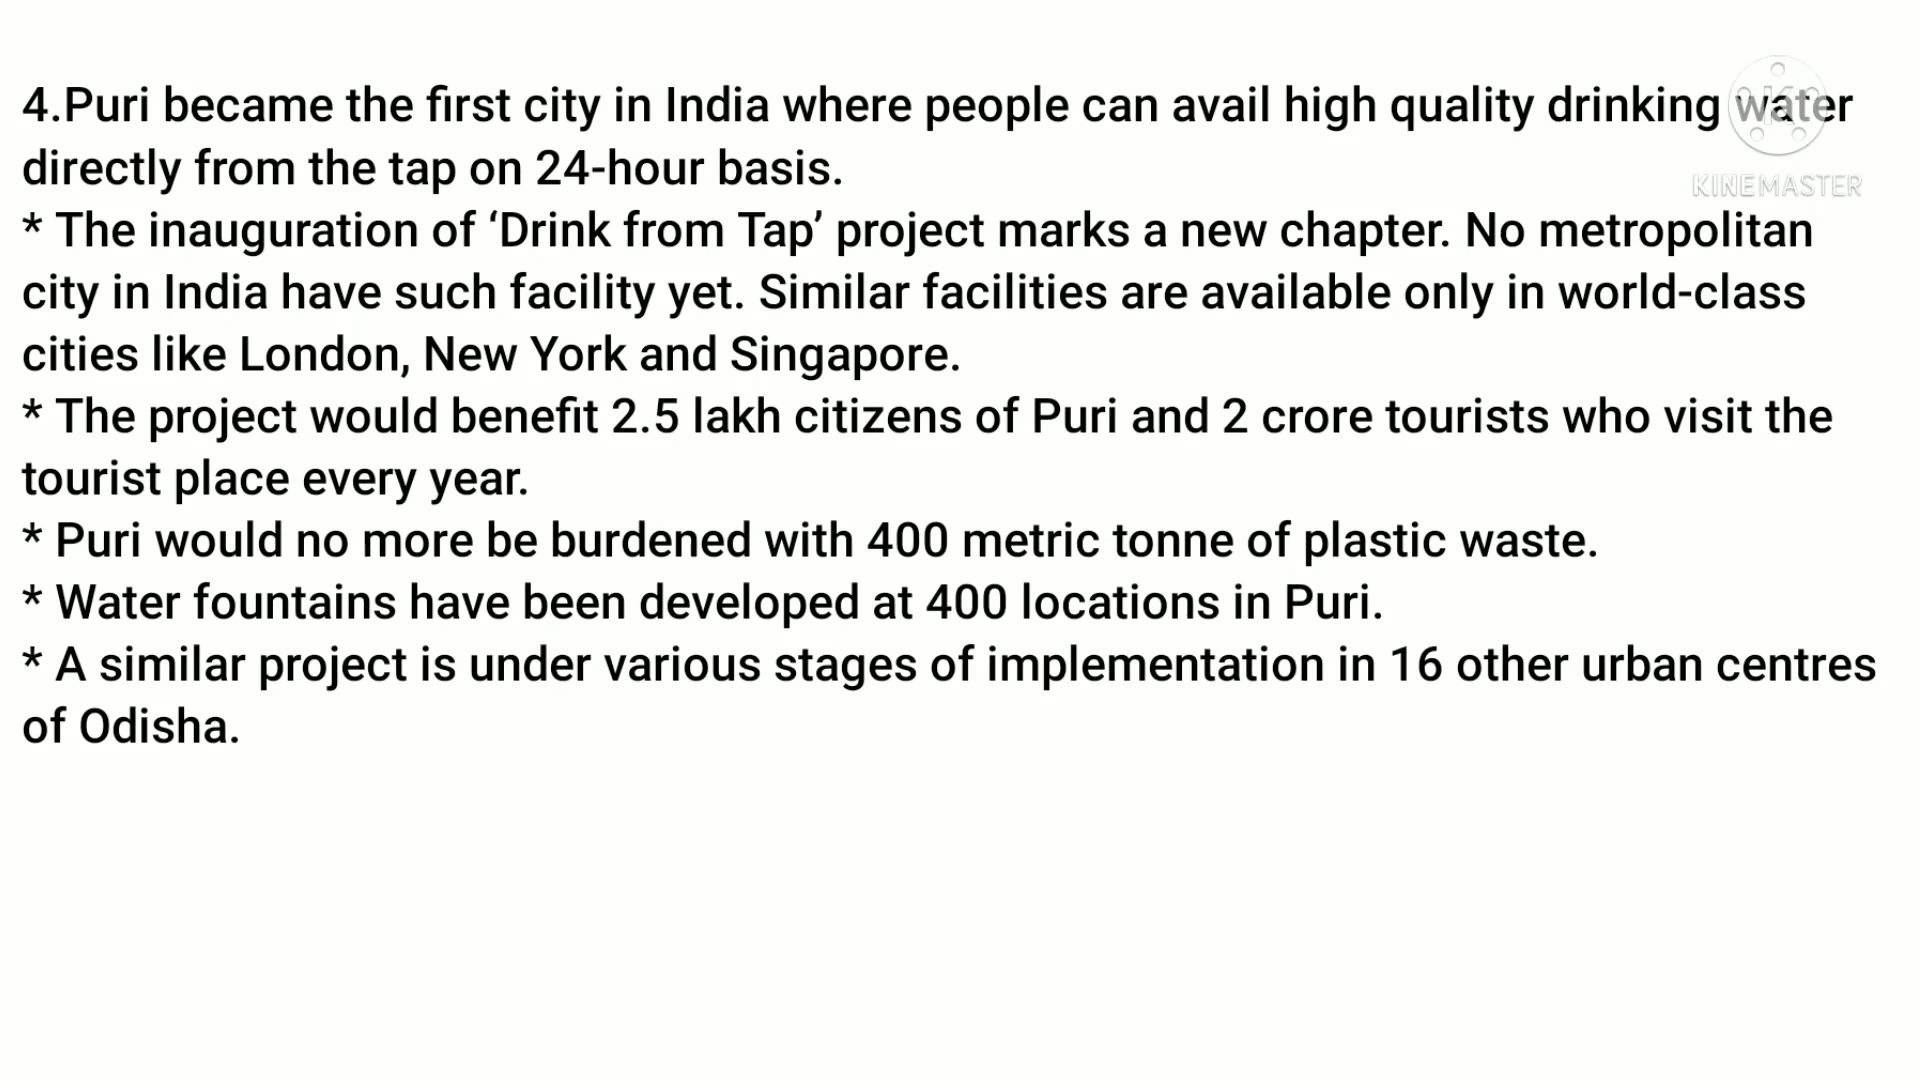 4.Puri became the first city in India where people can avail high quality drinking water
directly from the tap on 24-hour basis.
KINEMASTER
* The inauguration of ‘Drink from Tap’ project marks a new chapter. No metropolitan
city in India have such facility yet. Similar facilities are available only in world-class
cities like London, New York and Singapore.
* The project would benefit 2.5 lakh citizens of Puri and 2 crore tourists who visit the
tourist place every year.
* Puri would no more be burdened with 400 metric tonne of plastic waste.
* Water fountains have been developed at 400 locations in Puri.
* A similar project is under various stages of implementation in 16 other urban centres
of Odisha.